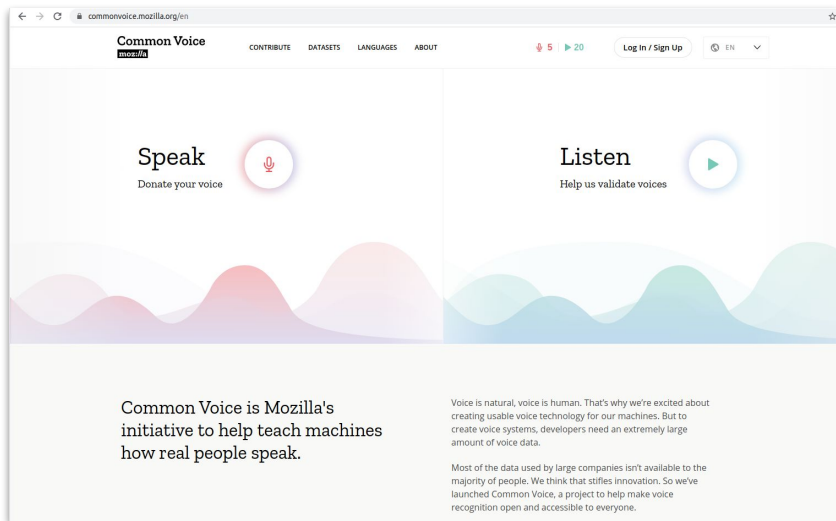 commonvoice.mozilla.org/en
Common Voice
moz://a
CONTRIBUTE DATASETS LANGUAGES ABOUT
5 20
Log In / Sign Up
EN
Speak
Donate your voice
Listen
Help us validate voices
Common Voice is Mozilla's
initiative to help teach machines
how real people speak.
Voice is natural, voice is human. That's why we're excited about
creating usable voice technology for our machines. But to
create voice systems, developers need an extremely large
amount of voice data.
Most of the data used by large companies isn't available to the
majority of people. We think that stifles innovation. So we've
launched Common Voice, a project to help make voice
recognition open and accessible to everyone.